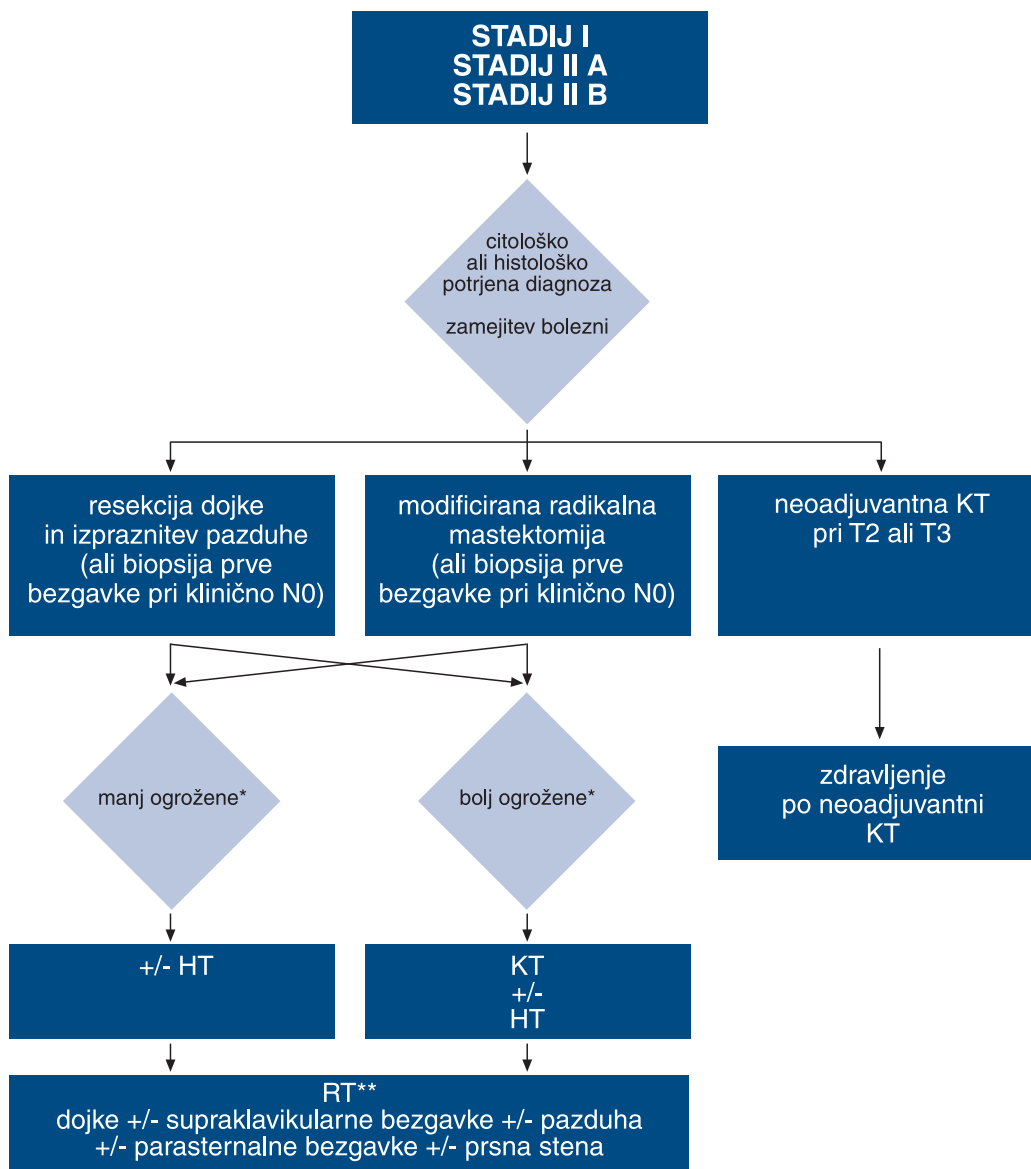 STADIJ I
STADIJ II A
STADIJ II B
citološko
ali histološko
potrjena diagnoza
zamejitev bolezni
resekcija dojke
in izpraznitev pazduhe
(ali biopsija prve
bezgavke pri klinično N0)
modificirana radikalna
mastektomija
(ali biopsija prve
bezgavke pri klinično N0)
neoadjuvantna KT
pri T2 ali T3
manj ogrožene*
bolj ogrožene*
zdravljenje
po neoadjuvantni
KT
+/- HT
KT
+/-
HT
RT**
dojke +/- supraklavikularne bezgavke +/- pazduha
+/- parasternalne bezgavke +/- prsna stena